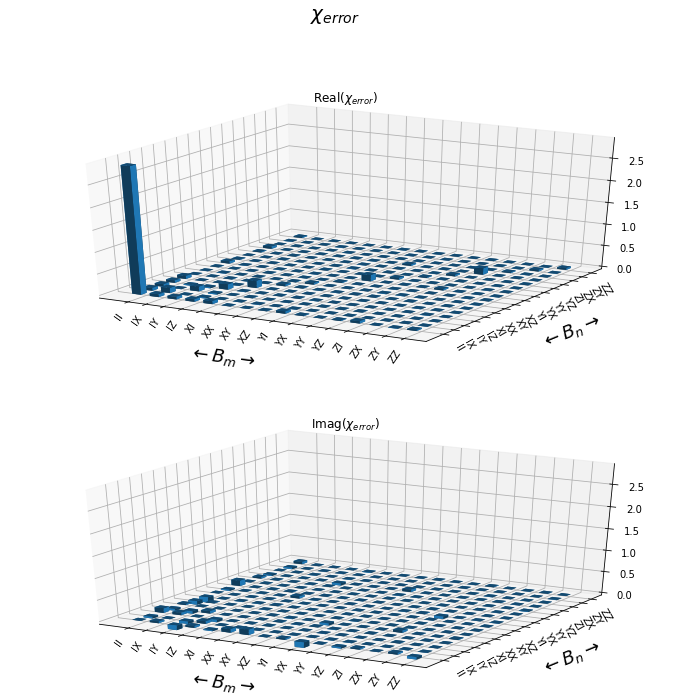 χ_error
Real(χ_error)
2.5
2.0
1.5
1.0
0.5
0.0
II
IX
IY
IZ
XI
XX
XY
XZ
YI
YX
YY
YZ
ZI
ZX
ZY
ZZ
←B_m→
←B_n→
Imag(χ_error)
2.5
2.0
1.5
1.0
0.5
0.0
II
IX
IY
IZ
XI
XX
XY
XZ
YI
YX
YY
YZ
ZI
ZX
ZY
ZZ
←B_m→
←B_n→